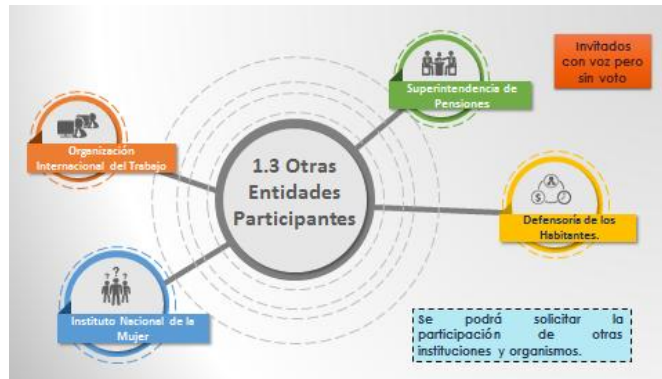 Invitados
con voz pero
sin voto
Superintendencia de
Pensiones
Organización
Internacional del Trabajo
1.3 Otras
Entidades
Participantes
$
Defensoría de los
Habitantes.
? ? ?
Instituto Nacional de la
Mujer
Se podrá solicitar la
participación de otras
instituciones y organismos.